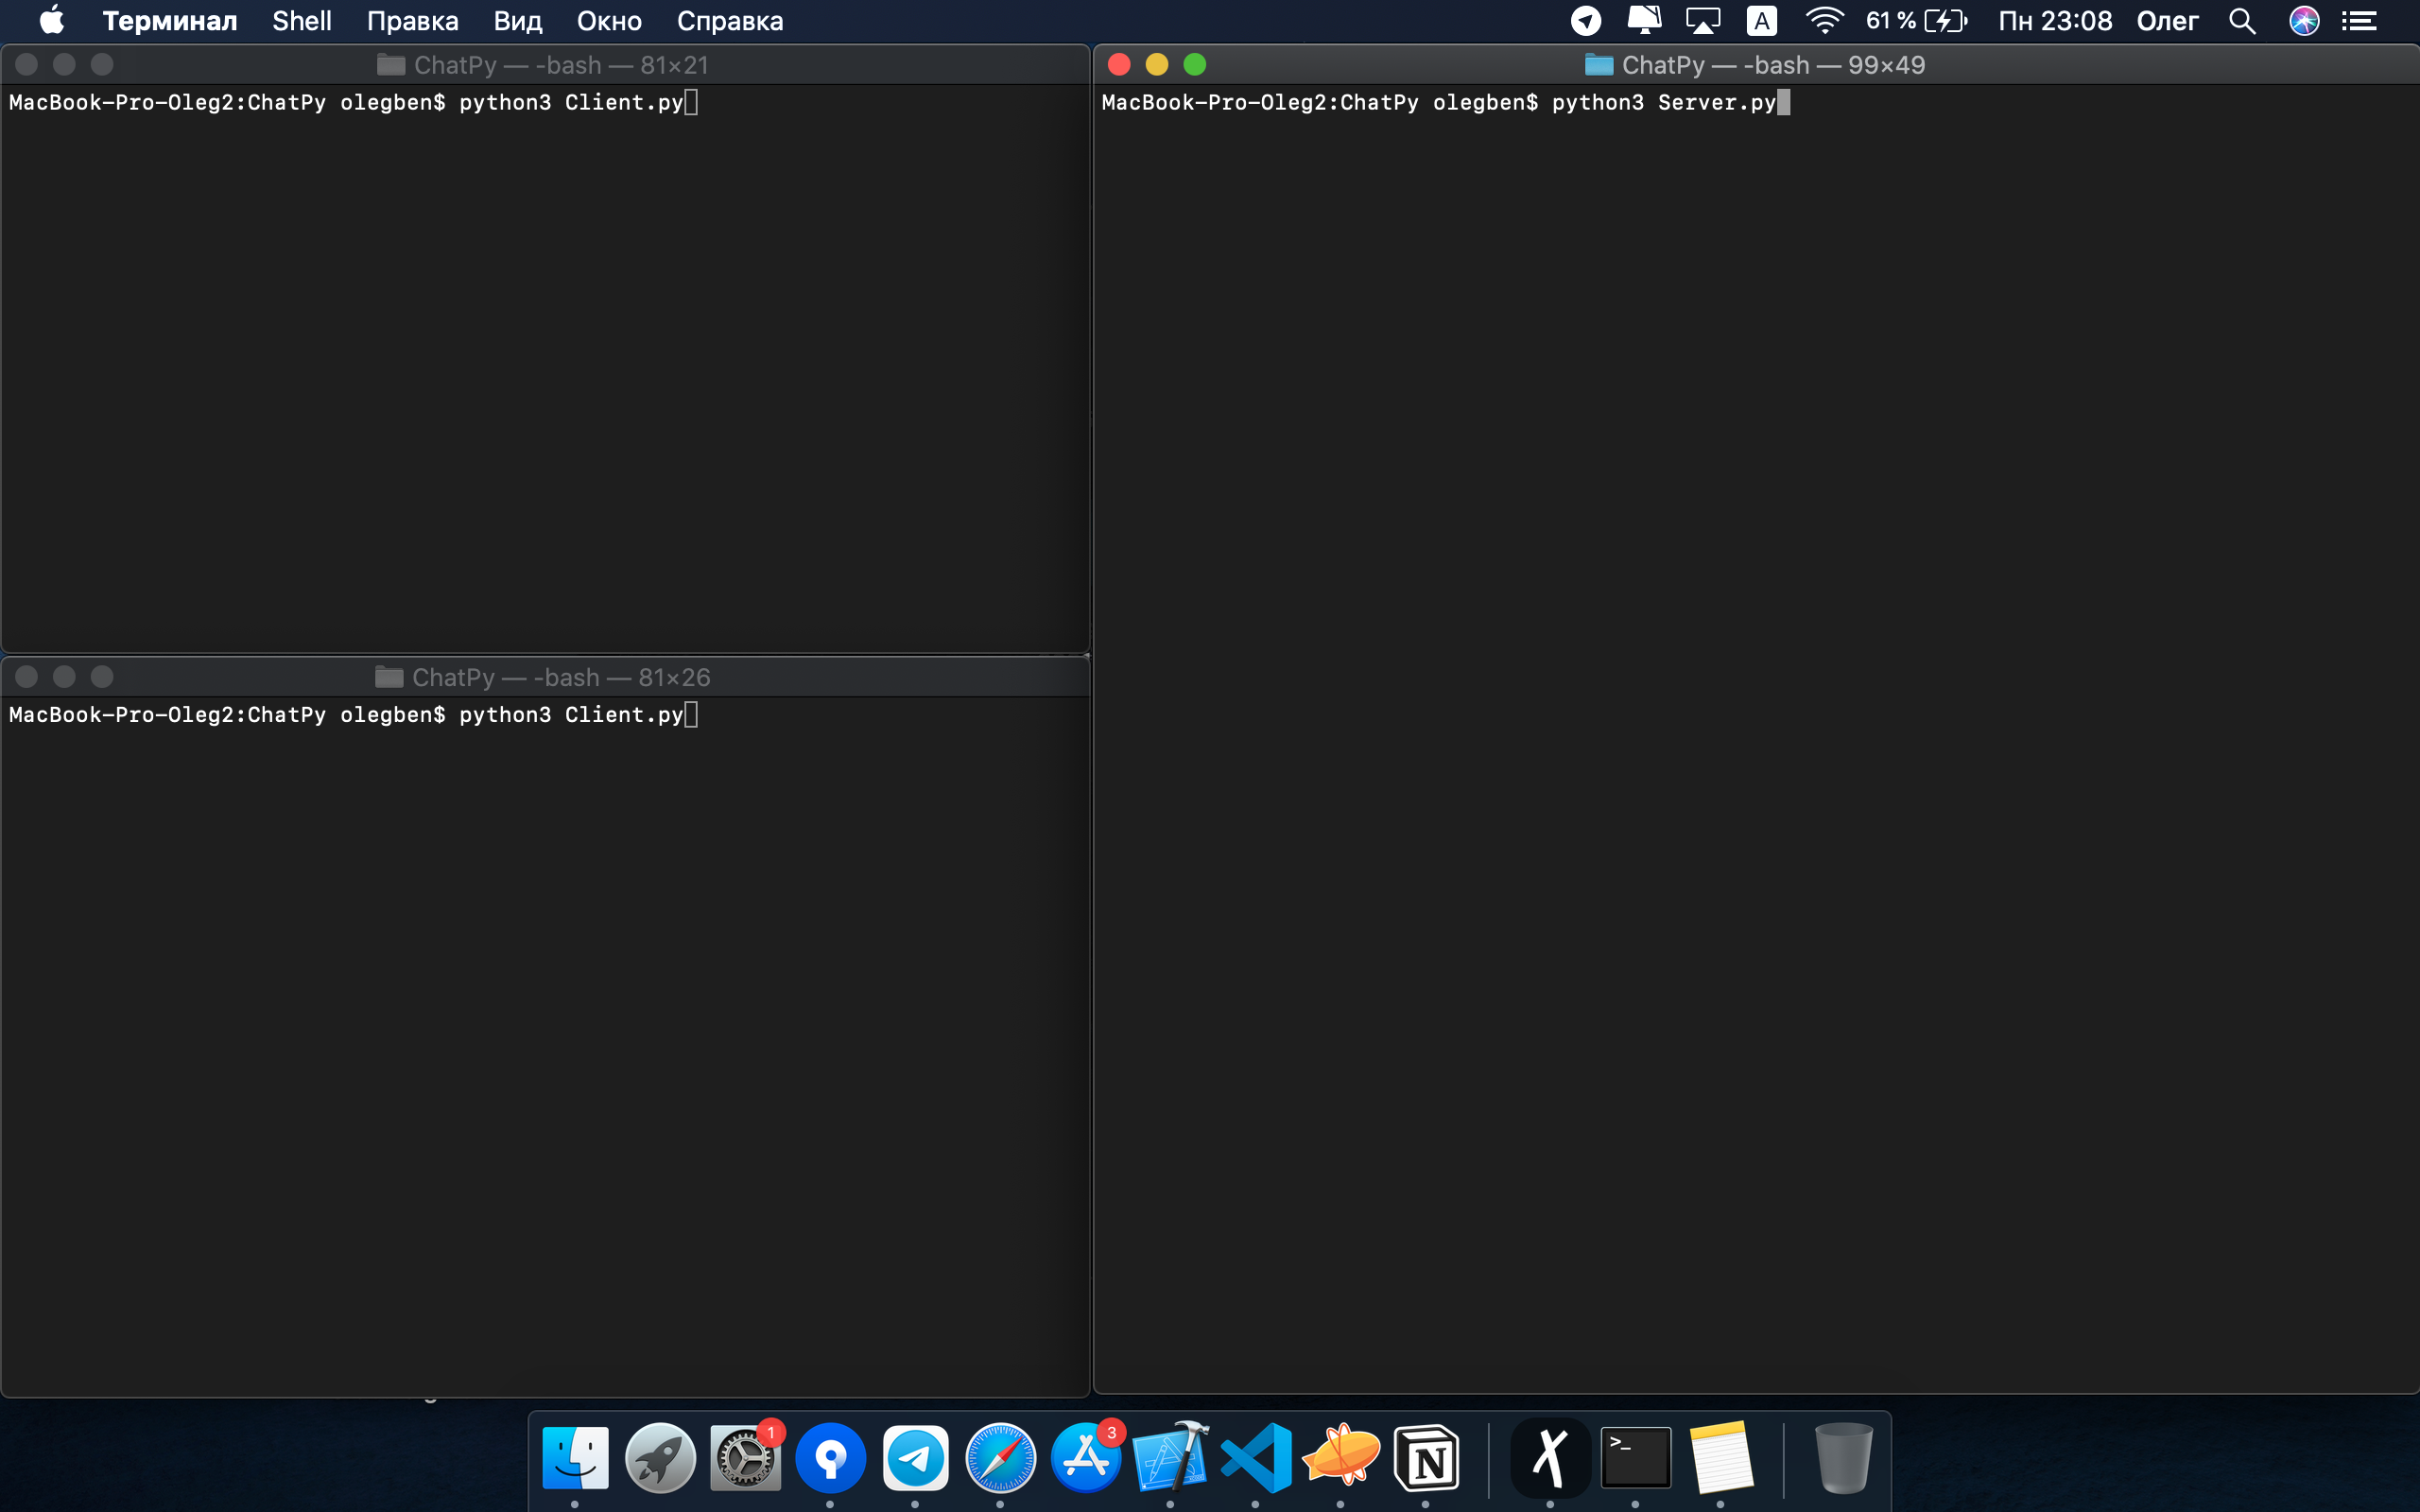 Терминал Shell Правка Вид Окно Справка A 61 % Пн 23:08 Олег
ChatPy — -bash — 81×21
MacBook-Pro-Oleg2:ChatPy olegben$ python3 Client.py
ChatPy — -bash — 81×26
MacBook-Pro-Oleg2:ChatPy olegben$ python3 Client.py
ChatPy — -bash — 99×49
MacBook-Pro-Oleg2:ChatPy olegben$ python3 Server.py
1
3
N
X
>_